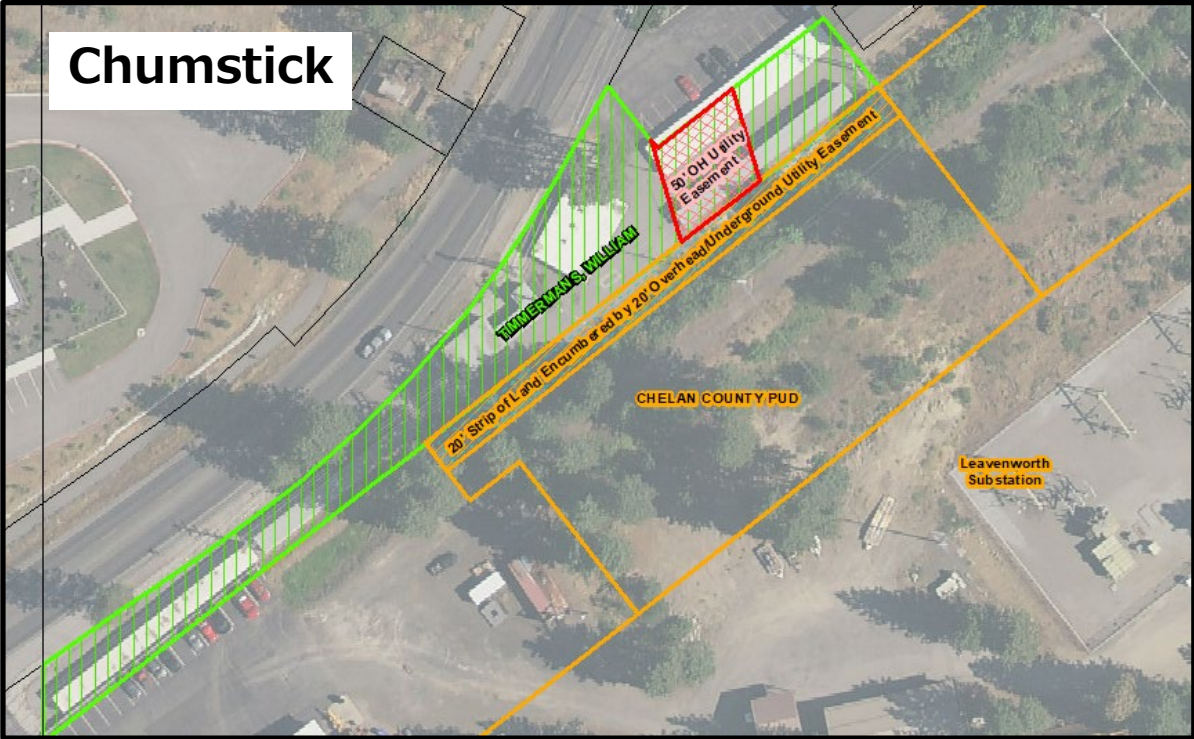 Chumstick
50' OH Utility
Easement
20' Strip of Land Encumbered by 20' Overhead/Underground Utility Easement
TIMMERMANS, WILLIAM
CHELAN COUNTY PUD
Leavenworth
Substation